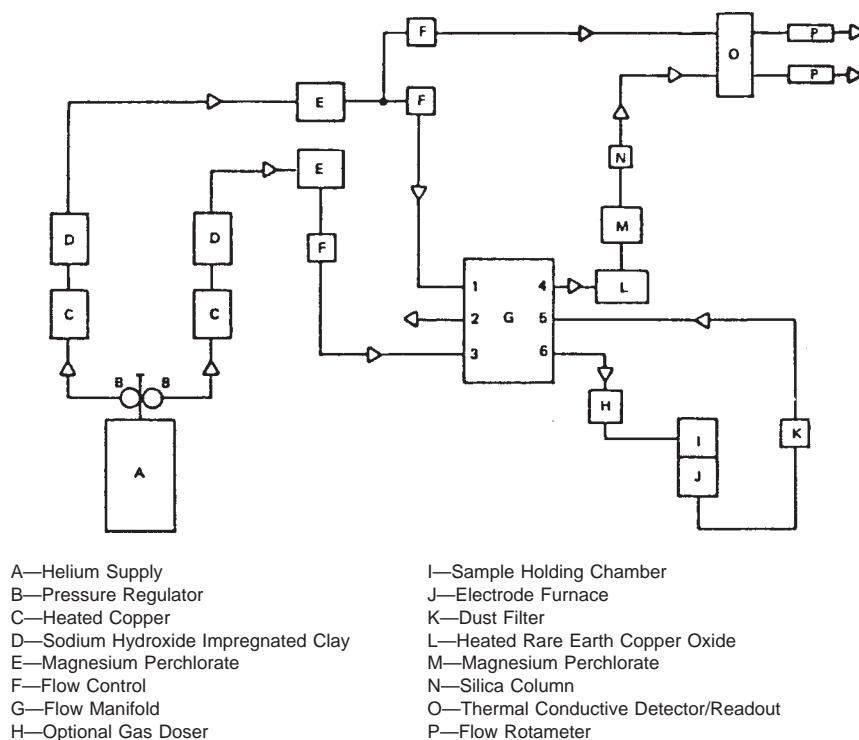 F
P
O
P
E
F
E
N
D
D
F
M
1
4
L
C
C
2
G
5
3
6
B
B
H
I
K
A
J
A—Helium Supply
B—Pressure Regulator
C—Heated Copper
D—Sodium Hydroxide Impregnated Clay
E—Magnesium Perchlorate
F—Flow Control
G—Flow Manifold
H—Optional Gas Doser
I—Sample Holding Chamber
J—Electrode Furnace
K—Dust Filter
L—Heated Rare Earth Copper Oxide
M—Magnesium Perchlorate
N—Silica Column
O—Thermal Conductive Detector/Readout
P—Flow Rotameter